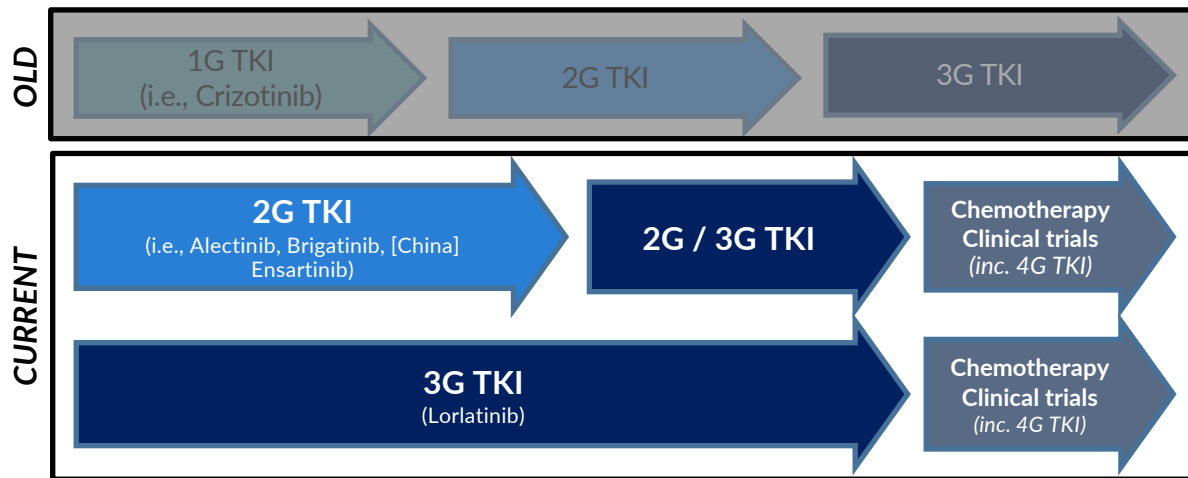 OLD
1G TKI
(i.e., Crizotinib)
2G TKI
3G TKI
CURRENT
2G TKI
(i.e., Alectinib, Brigatinib, [China]
Ensartinib)
2G / 3G TKI
Chemotherapy
Clinical trials
(inc. 4G TKI)
3G TKI
(Lorlatinib)
Chemotherapy
Clinical trials
(inc. 4G TKI)